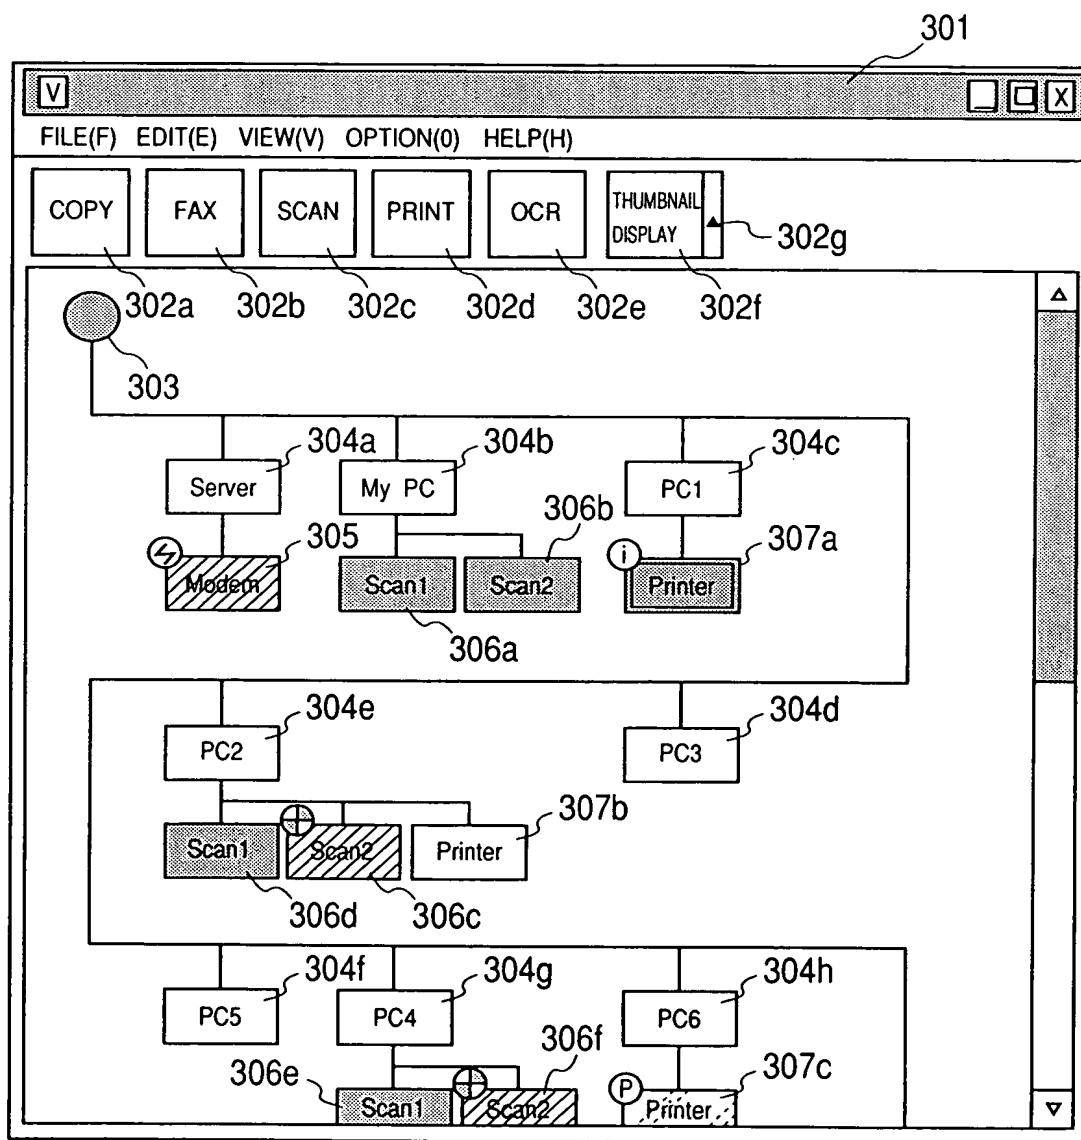 301
V _ X
FILE(F) EDIT(E) VIEW(V) OPTION(0) HELP(H)
COPY FAX SCAN PRINT OCR THUMBNAIL
DISPLAY
302g
302a 302b 302c 302d 302e 302f
303
304a 304b 304c
Server My PC PC1
306b
305 307a
i
Modem Scan1 Scan2 Printer
306a
304e 304d
PC2 PC3
307b
Scan1 Scan2 Printer
306d 306c
304f 304g 304h
PC5 PC4 PC6
306f
306e 307c
P
Scan1 Scan2 Printer